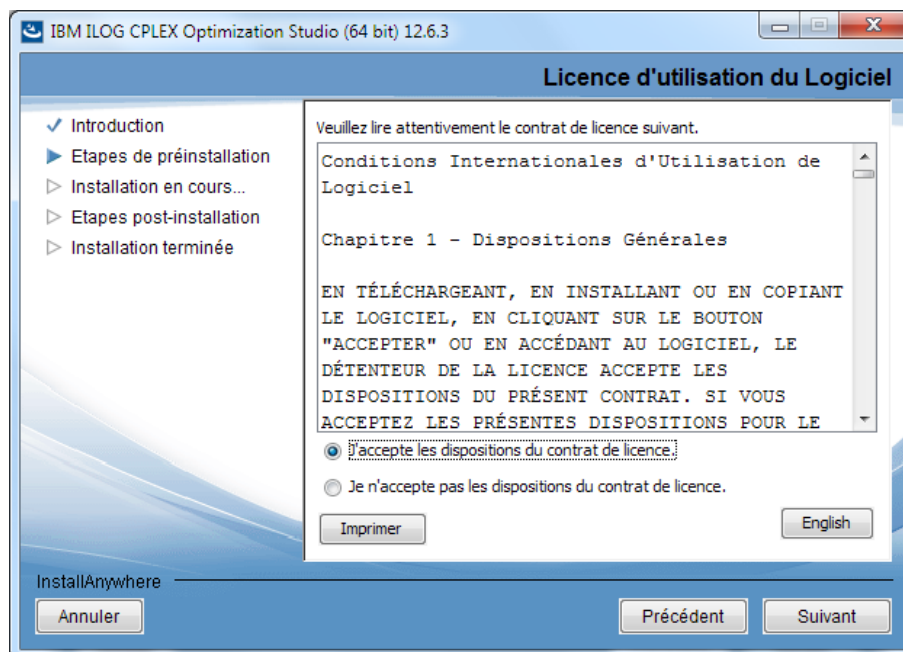 IBM ILOG CPLEX Optimization Studio (64 bit) 12.6.3
Licence d'utilisation du Logiciel
Introduction
Etapes de préinstallation
Installation en cours...
Etapes post-installation
Installation terminée
Veuillez lire attentivement le contrat de licence suivant.
Conditions Internationales d'Utilisation de
Logiciel
Chapitre 1 - Dispositions Générales
EN TÉLÉCHARGEANT, EN INSTALLANT OU EN COPIANT
LE LOGICIEL, EN CLIQUANT SUR LE BOUTON
"ACCEPTER" OU EN ACCÉDANT AU LOGICIEL, LE
DÉTENTEUR DE LA LICENCE ACCEPTE LES
DISPOSITIONS DU PRÉSENT CONTRAT. SI VOUS
ACCEPTEZ LES PRÉSENTES DISPOSITIONS POUR LE
J'accepte les dispositions du contrat de licence.
Je n'accepte pas les dispositions du contrat de licence.
Imprimer
English
InstallAnywhere
Annuler
Précédent
Suivant